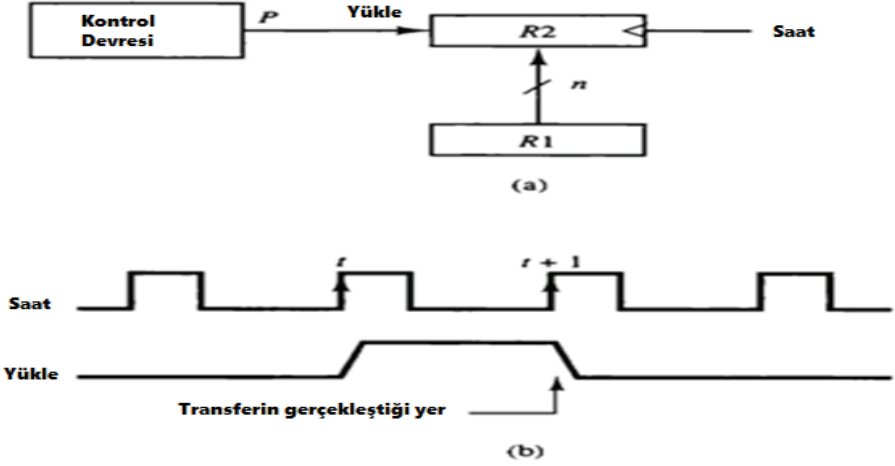 Kontrol
Devresi
P
Yükle
R2
Saat
n
R1
(a)
t
t + 1
Saat
Yükle
Transferin gerçekleştiği yer
(b)